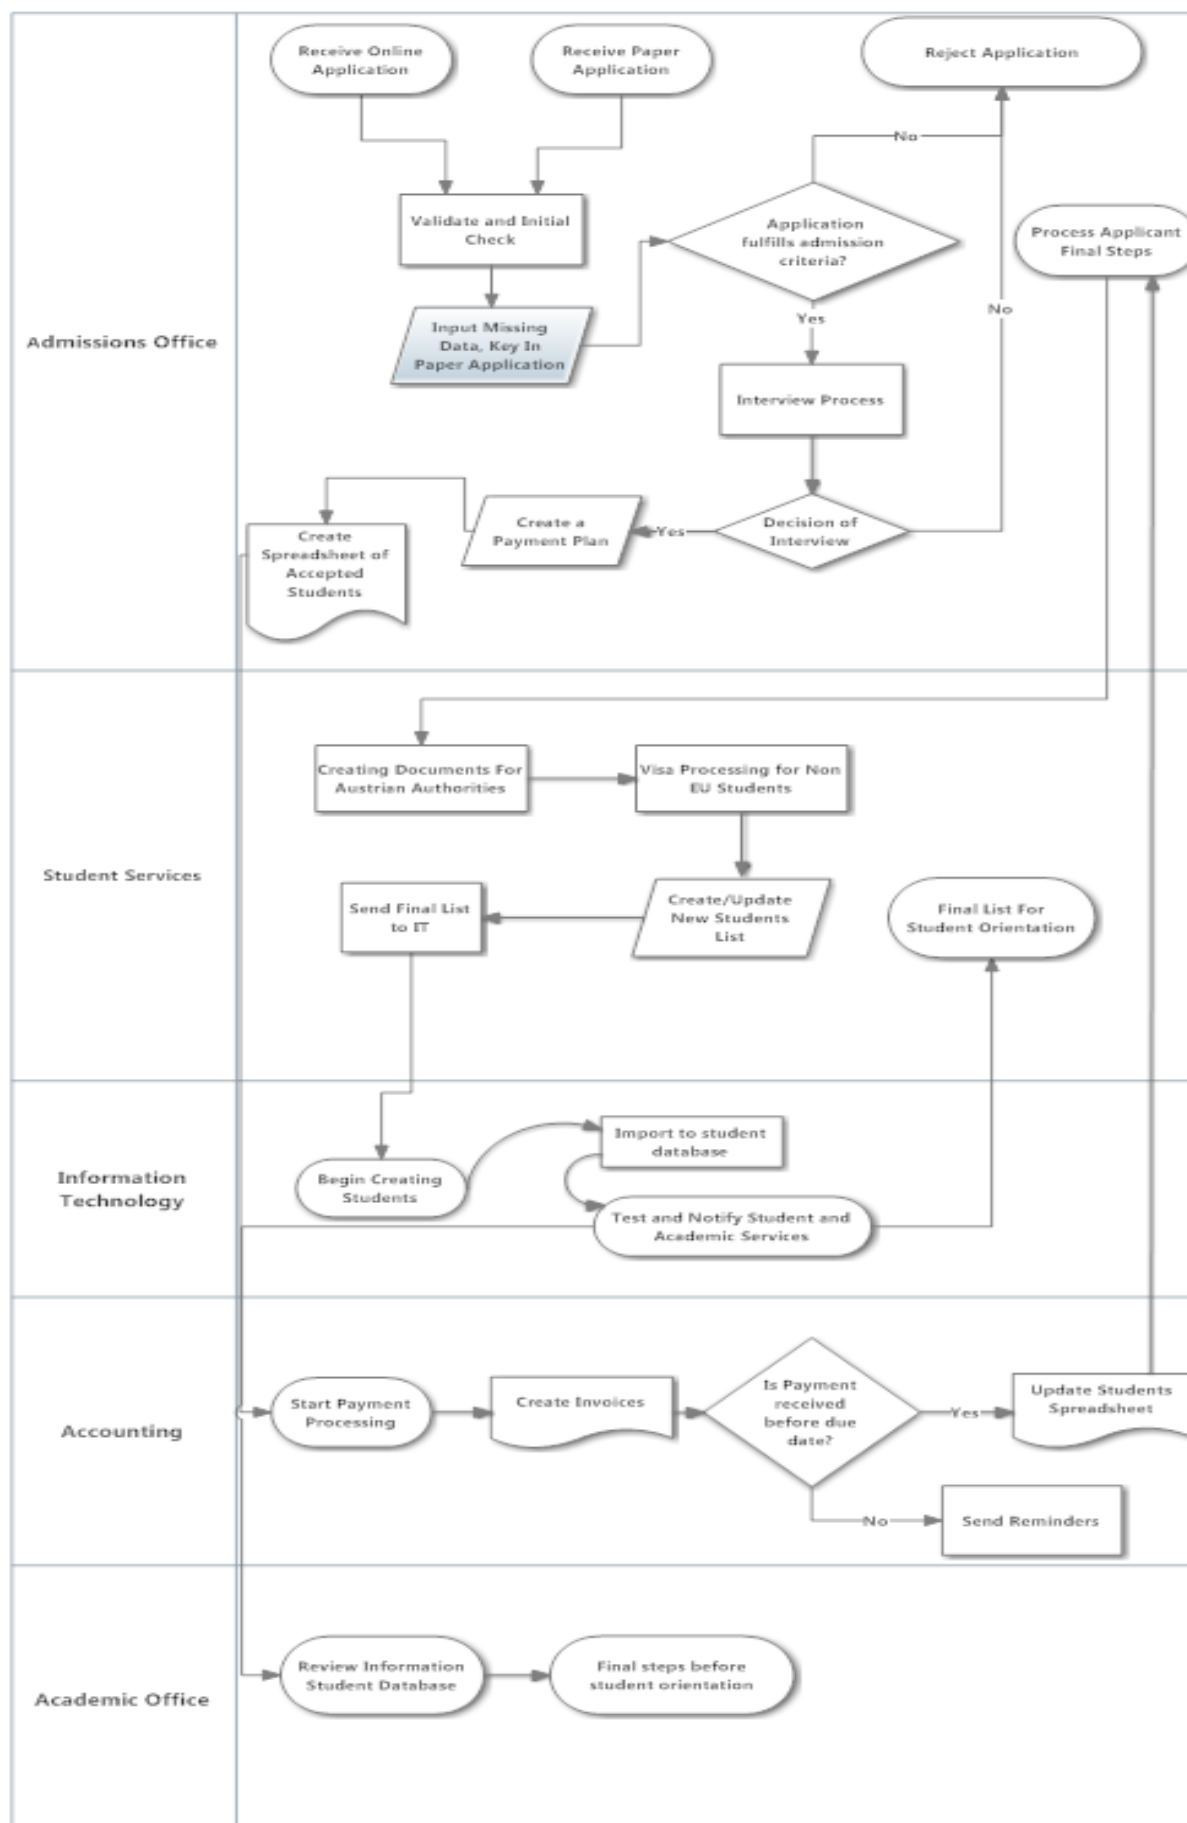 Receive Online
Application
Receive Paper
Application
Reject Application
No
Validate and Initial
Check
Application
fulfills admission
criteria?
Process Applicant
Final Steps
Admissions Office
Input Missing
Data, Key In
Paper Application
Yes
No
Interview Process
Create
Spreadsheet of
Accepted
Students
Create a
Payment Plan
Yes
Decision of
Interview
Student Services
Creating Documents For
Austrian Authorities
Visa Processing for Non
EU Students
Send Final List
to IT
Create/Update
New Students
List
Final List For
Student Orientation
Information
Technology
Begin Creating
Students
Import to student
database
Test and Notify Student and
Academic Services
Accounting
Start Payment
Processing
Create Invoices
Is Payment
received
before due
date?
Yes
Update Students
Spreadsheet
No
Send Reminders
Academic Office
Review Information
Student Database
Final steps before
student orientation